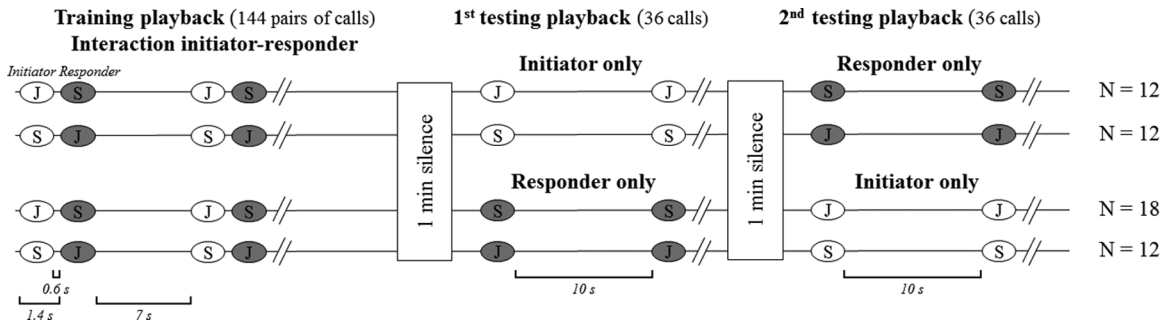 Training playback (144 pairs of calls) 1st testing playback (36 calls) 2nd testing playback (36 calls)
Interaction initiator-responder
Initiator Responder Initiator only Responder only
J S J S J J S S N = 12
S J S J S S J J N = 12
1 min silence 1 min silence
Responder only Initiator only
J S J S S S J J N = 18
S J S J J J S S N = 12
0.6 s 10 s 10 s
1.4 s 7 s